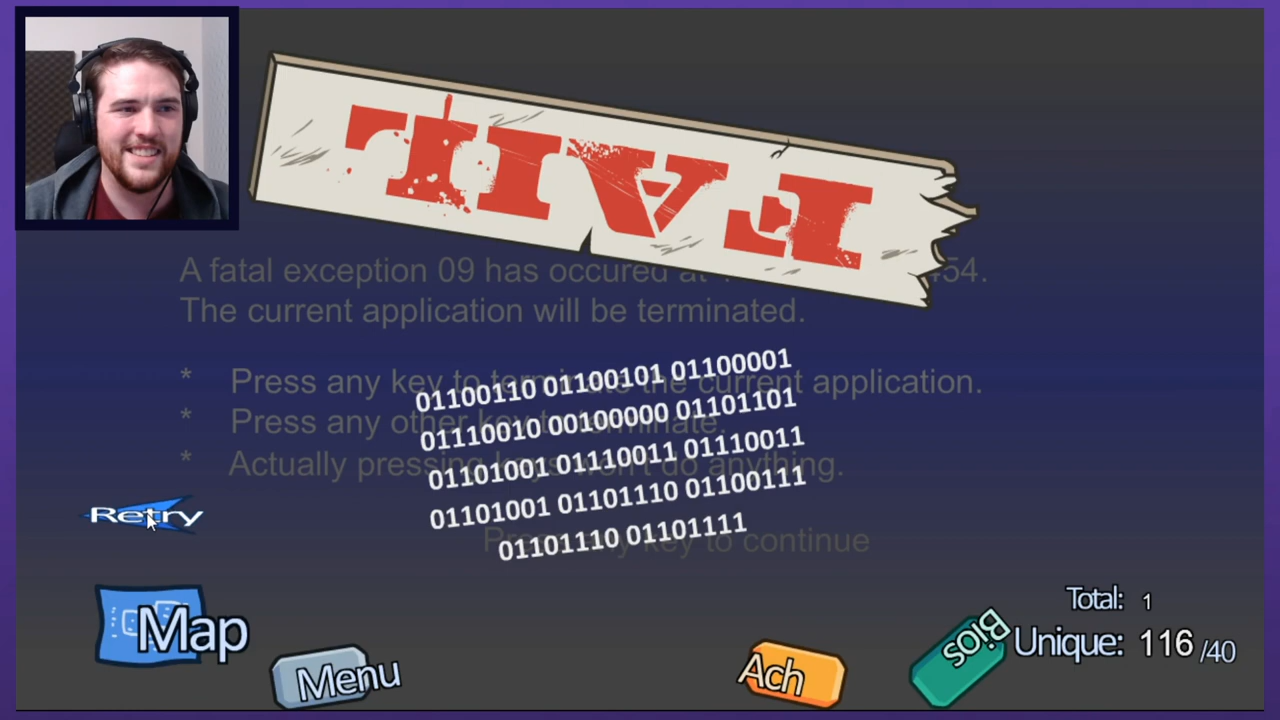 FAIL
A fatal exception 09 has occured at 54.
The current application will be terminated.
* Press any key to terminate the current application.
* Press any other key to terminate.
* Actually pressing keys won't do anything.
Press any key to continue
01100110 01100101 01100001
01110010 00100000 01101101
01101001 01110011 01110011
01101001 01101110 01100111
01101110 01101111
Retry
Map
Menu
Ach
BIOS
Total: 1
Unique: 116 /40